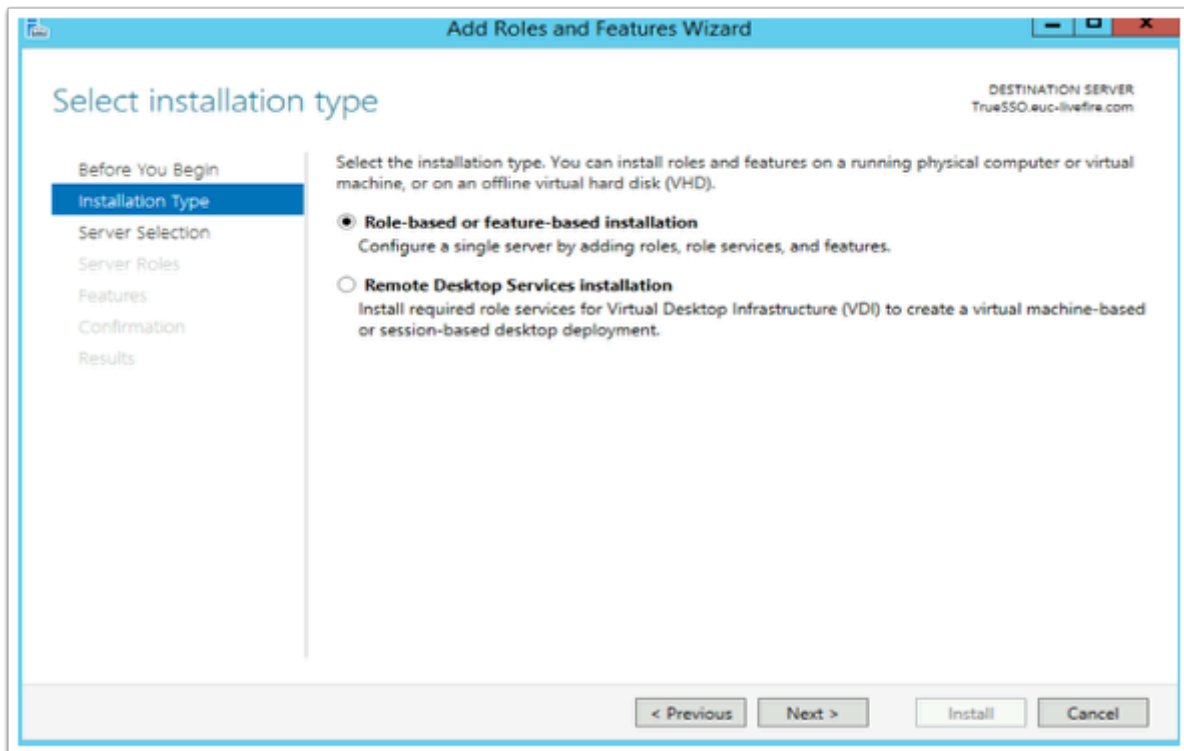 Add Roles and Features Wizard
Select installation type
DESTINATION SERVER
TrueSSO.euc-livefire.com
Before You Begin
Installation Type
Server Selection
Server Roles
Features
Confirmation
Results
Select the installation type. You can install roles and features on a running physical computer or virtual
machine, or on an offline virtual hard disk (VHD).
Role-based or feature-based installation
Configure a single server by adding roles, role services, and features.
Remote Desktop Services installation
Install required role services for Virtual Desktop Infrastructure (VDI) to create a virtual machine-based
or session-based desktop deployment.
< Previous
Next >
Install
Cancel